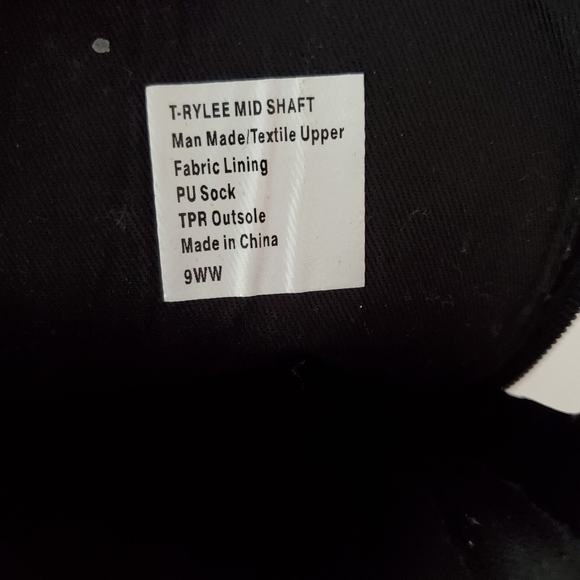 T-RYLEE MID SHAFT
Man Made/Textile Upper
Fabric Lining
PU Sock
TPR Outsole
Made in China
9WW